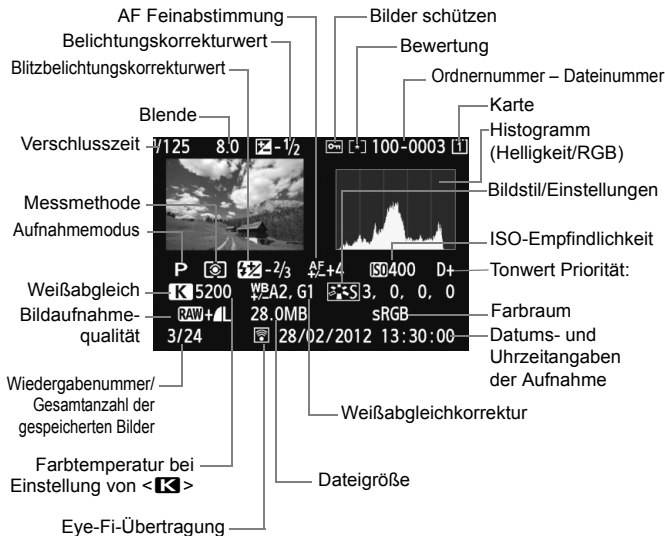 AF Feinabstimmung
Bilder schützen
Belichtungskorrekturwert
Bewertung
Blitzbelichtungskorrekturwert
Ordnernummer – Dateinummer
Blende
Karte
Verschlusszeit
Histogramm
(Helligkeit/RGB)
1/125 8.0 -1/2 100-0003 1
Bildstil/Einstellungen
Messmethode
Aufnahmemodus
ISO-Empfindlichkeit
P -2/3 AF+4 ISO400 D+
Tonwert Priorität:
Weißabgleich
K 5200 WB A2, G1 S 3, 0, 0, 0
Bildaufnahme-
qualität
RAW+L 28.0MB sRGB
Farbraum
3/24 28/02/2012 13:30:00
Datums- und
Uhrzeitangaben
der Aufnahme
Wiedergabenummer/
Gesamtanzahl der
gespeicherten Bilder
Weißabgleichkorrektur
Farbtemperatur bei
Einstellung von <K>
Dateigröße
Eye-Fi-Übertragung